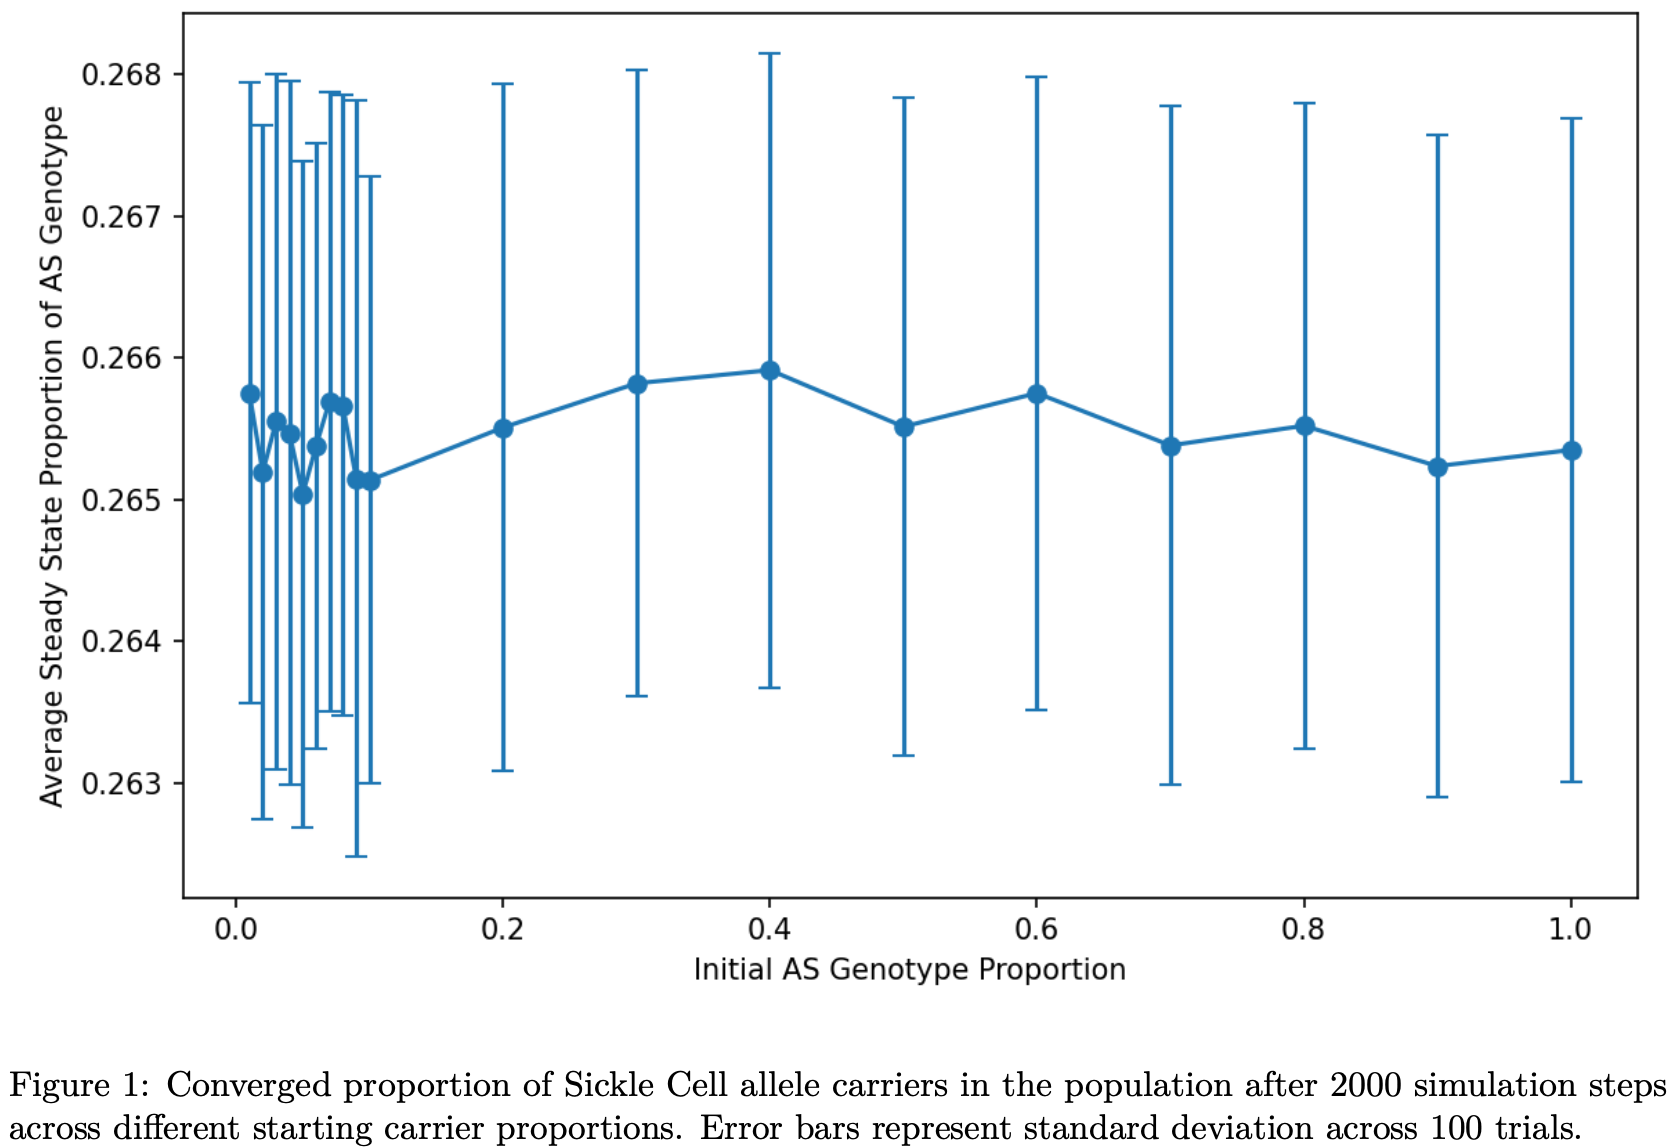 Average Steady State Proportion of AS Genotype
0.268
0.267
0.266
0.265
0.264
0.263
0.0 0.2 0.4 0.6 0.8 1.0
Initial AS Genotype Proportion
Figure 1: Converged proportion of Sickle Cell allele carriers in the population after 2000 simulation steps
across different starting carrier proportions. Error bars represent standard deviation across 100 trials.